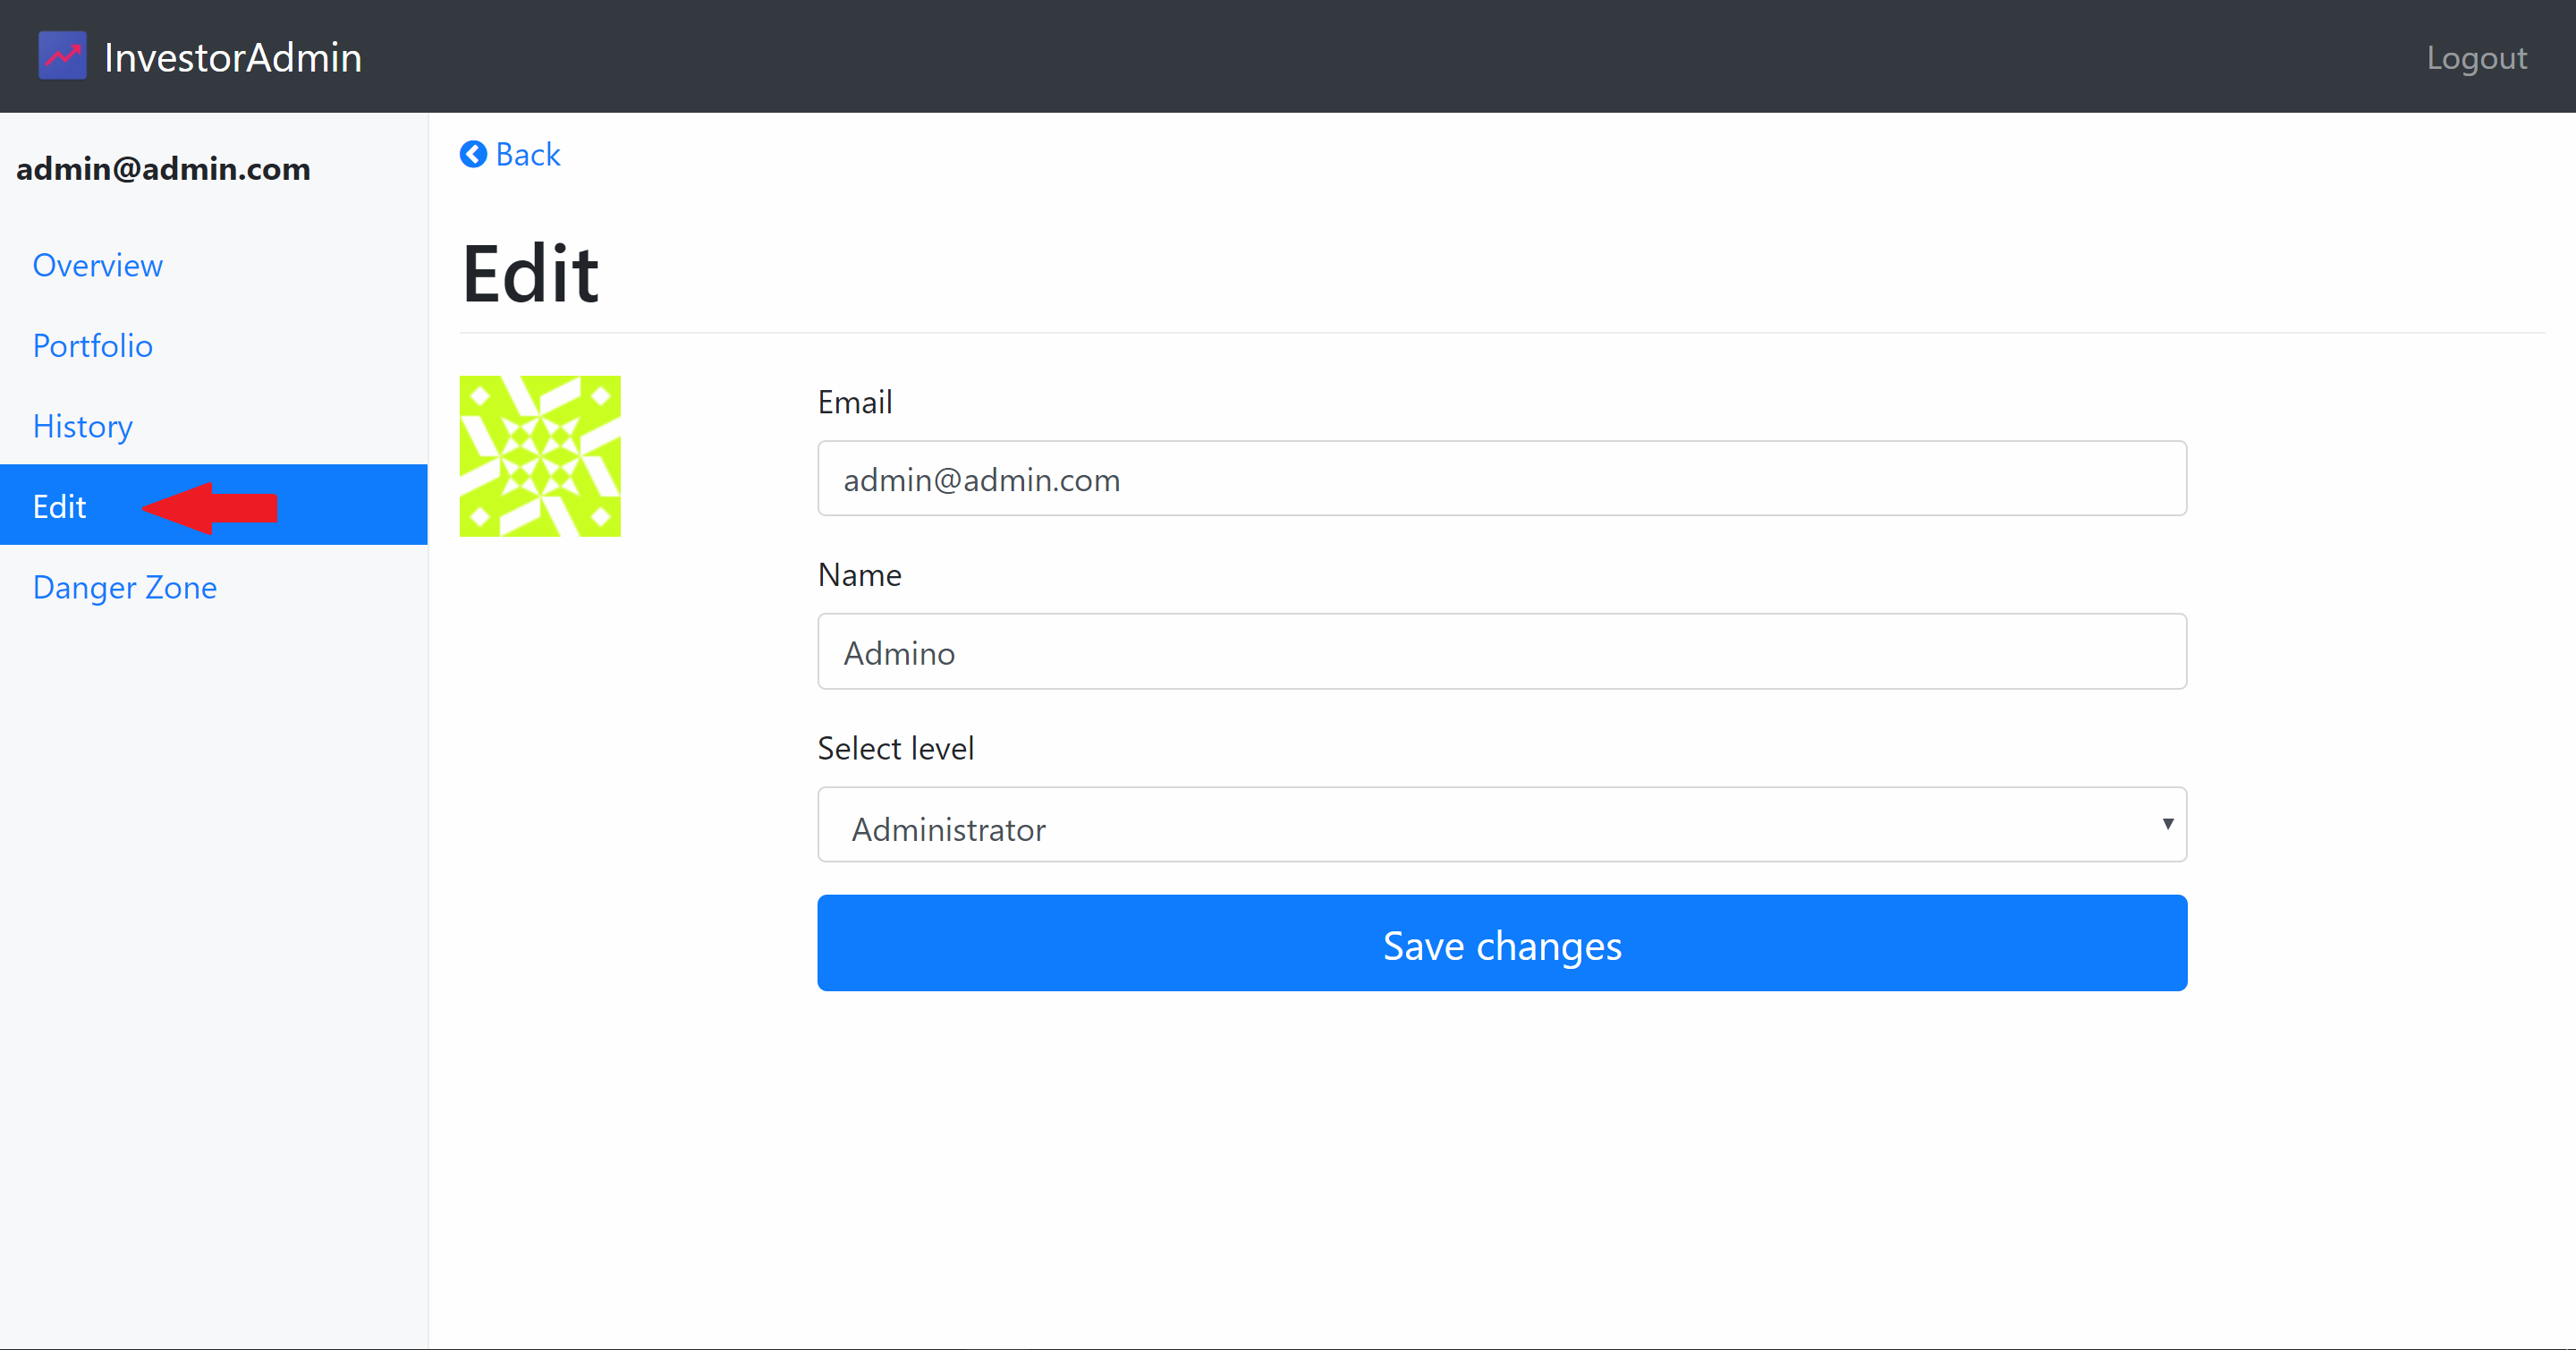 InvestorAdmin
Logout
admin@admin.com
Overview
Portfolio
History
Edit
Danger Zone
Back
Edit
Email
admin@admin.com
Name
Admino
Select level
Administrator
Save changes